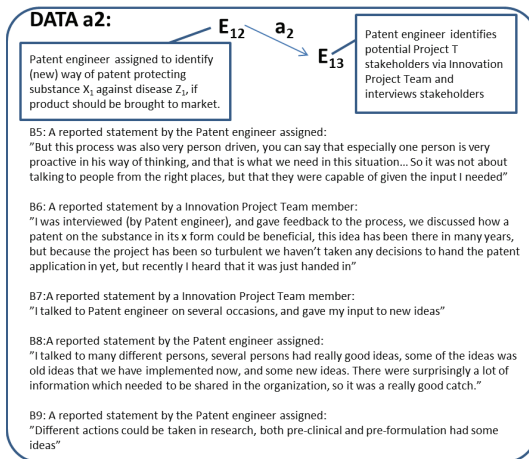 DATA a2:
E12 a2 E13
Patent engineer assigned to identify
(new) way of patent protecting
substance X1 against disease Z1, if
product should be brought to market.
Patent engineer identifies
potential Project T
stakeholders via Innovation
Project Team and
interviews stakeholders
B5: A reported statement by the Patent engineer assigned:
"But this process was also very person driven, you can say that especially one person is very
proactive in his way of thinking, and that is what we need in this situation... So it was not about
talking to people from the right places, but that they were capable of given the input I needed"
B6: A reported statement by a Innovation Project Team member:
"I was interviewed (by Patent engineer), and gave feedback to the process, we discussed how a
patent on the substance in its x form could be beneficial, this idea has been there in many years,
but because the project has been so turbulent we haven't taken any decisions to hand the patent
application in yet, but recently I heard that it was just handed in"
B7:A reported statement by a Innovation Project Team member:
"I talked to Patent engineer on several occasions, and gave my input to new ideas"
B8:A reported statement by the Patent engineer assigned:
"I talked to many different persons, several persons had really good ideas, some of the ideas was
old ideas that we have implemented now, and some new ideas. There were surprisingly a lot of
information which needed to be shared in the organization, so it was a really good catch."
B9: A reported statement by the Patent engineer assigned:
"Different actions could be taken in research, both pre-clinical and pre-formulation had some
ideas"